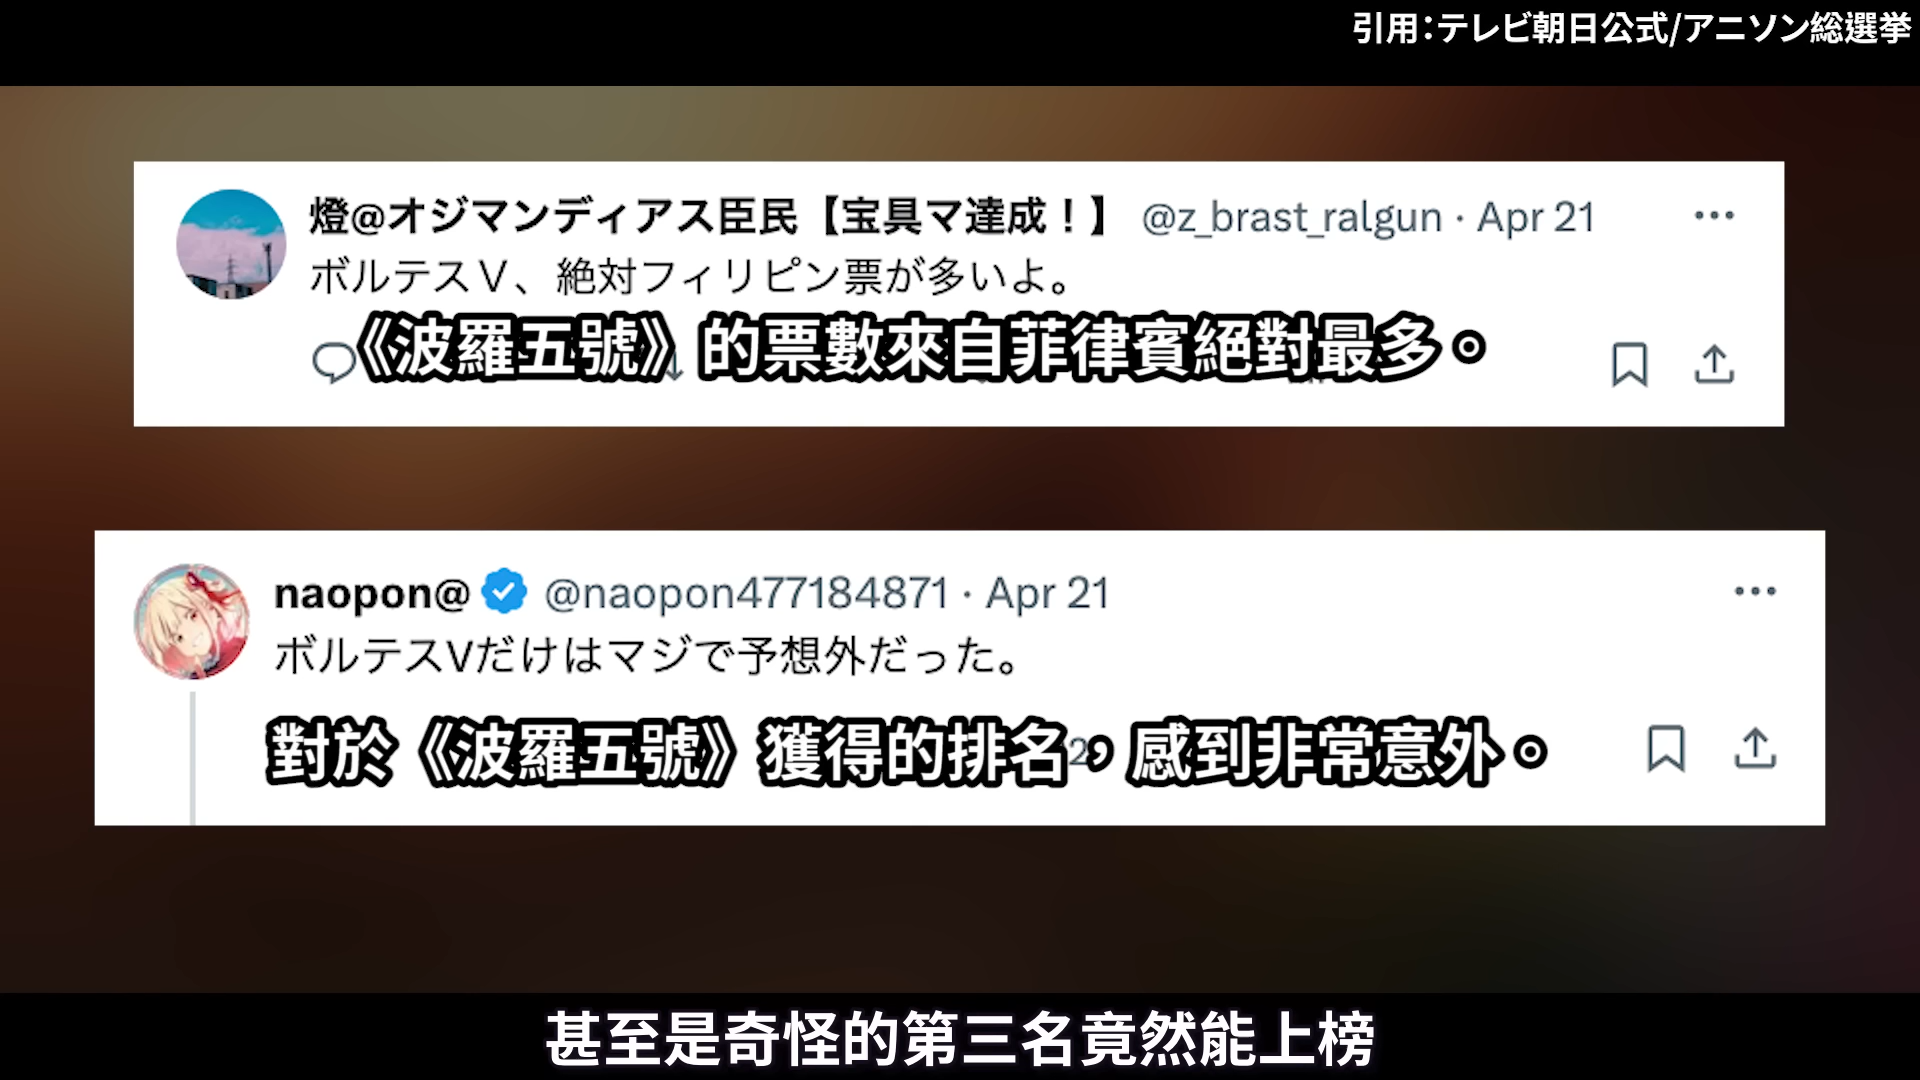 引用：テレビ朝日公式/アニソン総選挙
燈@オジマンディアス臣民【宝具マ達成！】 @z_brast_ralgun · Apr 21
ボルテスＶ、絶対フィリピン票が多いよ。
《波羅五號》的票數來自菲律賓絕對最多。
naopon@ @naopon477184871 · Apr 21
ボルテスVだけはマジで予想外だった。
對於《波羅五號》獲得的排名，感到非常意外。
甚至是奇怪的第三名竟然能上榜